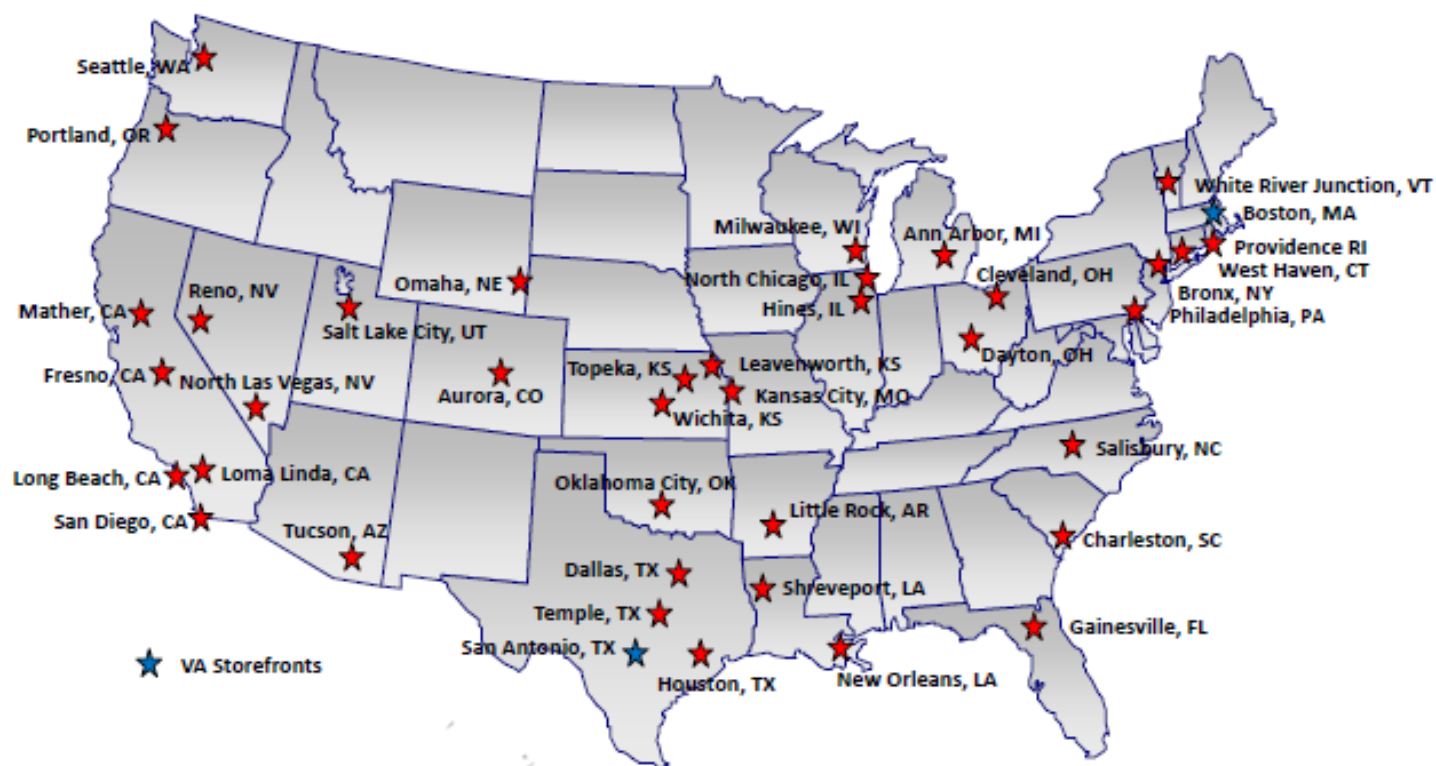 Seattle, WA
Portland, OR
White River Junction, VT
Boston, MA
Milwaukee, WI
Ann Arbor, MI
Providence RI
West Haven, CT
North Chicago, IL
Cleveland, OH
Omaha, NE
Reno, NV
Bronx, NY
Hines, IL
Mather, CA
Philadelphia, PA
Salt Lake City, UT
Dayton, OH
Topeka, KS
Leavenworth, KS
Fresno, CA
North Las Vegas, NV
Aurora, CO
Kansas City, MO
Wichita, KS
Salisbury, NC
Loma Linda, CA
Long Beach, CA
Oklahoma City, OK
Little Rock, AR
San Diego, CA
Tucson, AZ
Charleston, SC
Dallas, TX
Shreveport, LA
Temple, TX
Gainesville, FL
San Antonio, TX
VA Storefronts
New Orleans, LA
Houston, TX